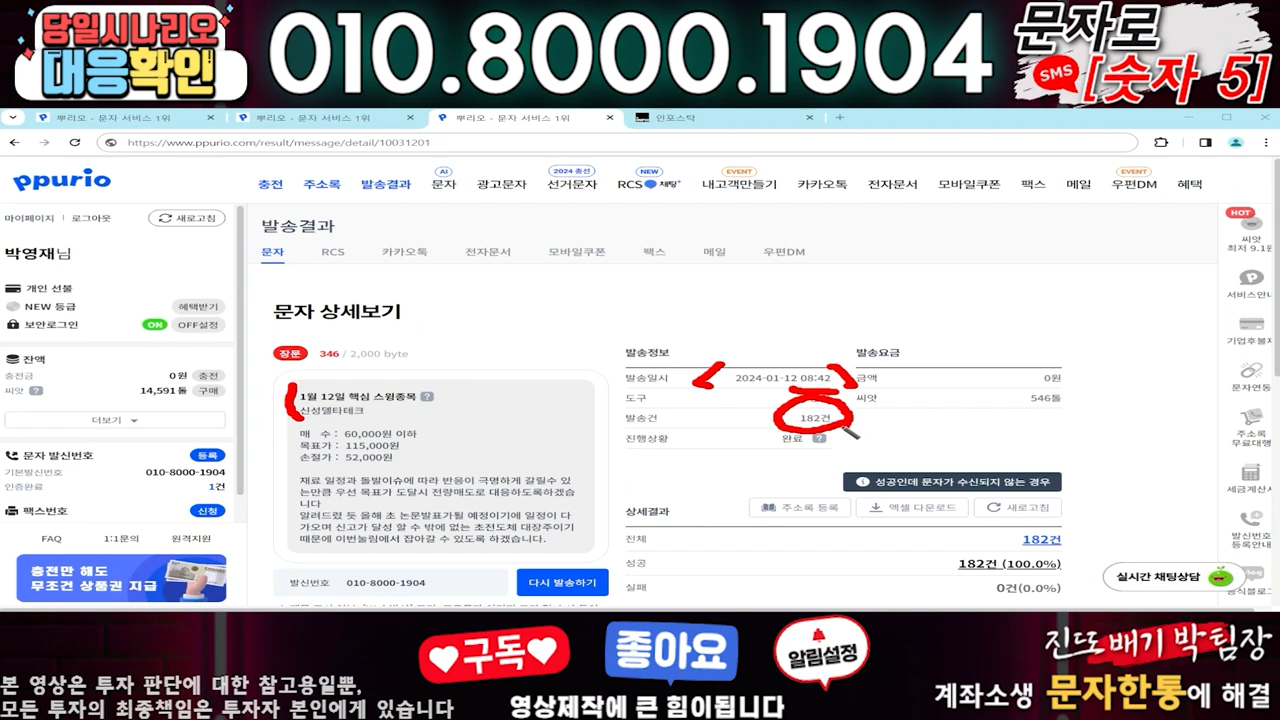 당일시나리오
대응확인
010.8000.1904
문자로
SMS
[숫자 5]
뿌리오 - 문자 서비스 1위
뿌리오 - 문자 서비스 1위
뿌리오 - 문자 서비스 1위
인포스탁
https://www.ppurio.com/result/message/detail/10031201
ppurio
충전
주소록
발송결과
AI
문자
광고문자
2024 총선
선거문자
NEW
RCS 채팅+
EVENT
내고객만들기
카카오톡
전자문서
모바일쿠폰
팩스
메일
EVENT
우편DM
혜택
마이페이지 | 로그아웃
새로고침
박영재님
개인 선불
NEW 등급
혜택받기
보안로그인
ON
OFF설정
잔액
충전금
0원
충전
씨앗 ?
14,591톨
구매
더보기
문자 발신번호
등록
기본발신번호
010-8000-1904
인증완료
1건
팩스번호
신청
FAQ
1:1문의
원격지원
충전만 해도
무조건 상품권 지급
발송결과
문자
RCS
카카오톡
전자문서
모바일쿠폰
팩스
메일
우편DM
문자 상세보기
장문
346 / 2,000 byte
1월 12일 핵심 스윙종목 ?
신성델타테크
매 수 : 60,000원 이하
목표가 : 115,000원
손절가 : 52,000원
재료 일정과 돌발이슈에 따라 반응이 극명하게 갈릴수 있
는만큼 우선 목표가 도달시 전량매도로 대응하도록하겠습
니다
알려드렸 듯 올해 초 논문발표가될 예정이기에 일정이 다
가오며 신고가 달성 할 수 밖에 없는 초전도체 대장주이기
때문에 이번눌림에서 잡아갈 수 있도록 하겠습니다.
발신번호
010-8000-1904
다시 발송하기
발송정보
발송일시
2024-01-12 08:42
도구
발송건
182건
진행상황
완료 ?
발송요금
금액
0원
씨앗
546톨
성공인데 문자가 수신되지 않는 경우
주소록 등록
엑셀 다운로드
새로고침
상세결과
전체
182건
성공
182건 (100.0%)
실패
0건(0.0%)
HOT
씨앗
최저 9.1원
서비스안내
기업후불제
문자연동
주소록
무료대행
세금계산서
발신번호
등록안내
실시간 채팅상담
구독
좋아요
알림설정
진또배기 박팀장
본 영상은 투자 판단에 대한 참고용일뿐,
모든 투자의 최종책임은 투자자 본인에게 있습니다
영상제작에 큰 힘이됩니다
계좌소생 문자한통에 해결